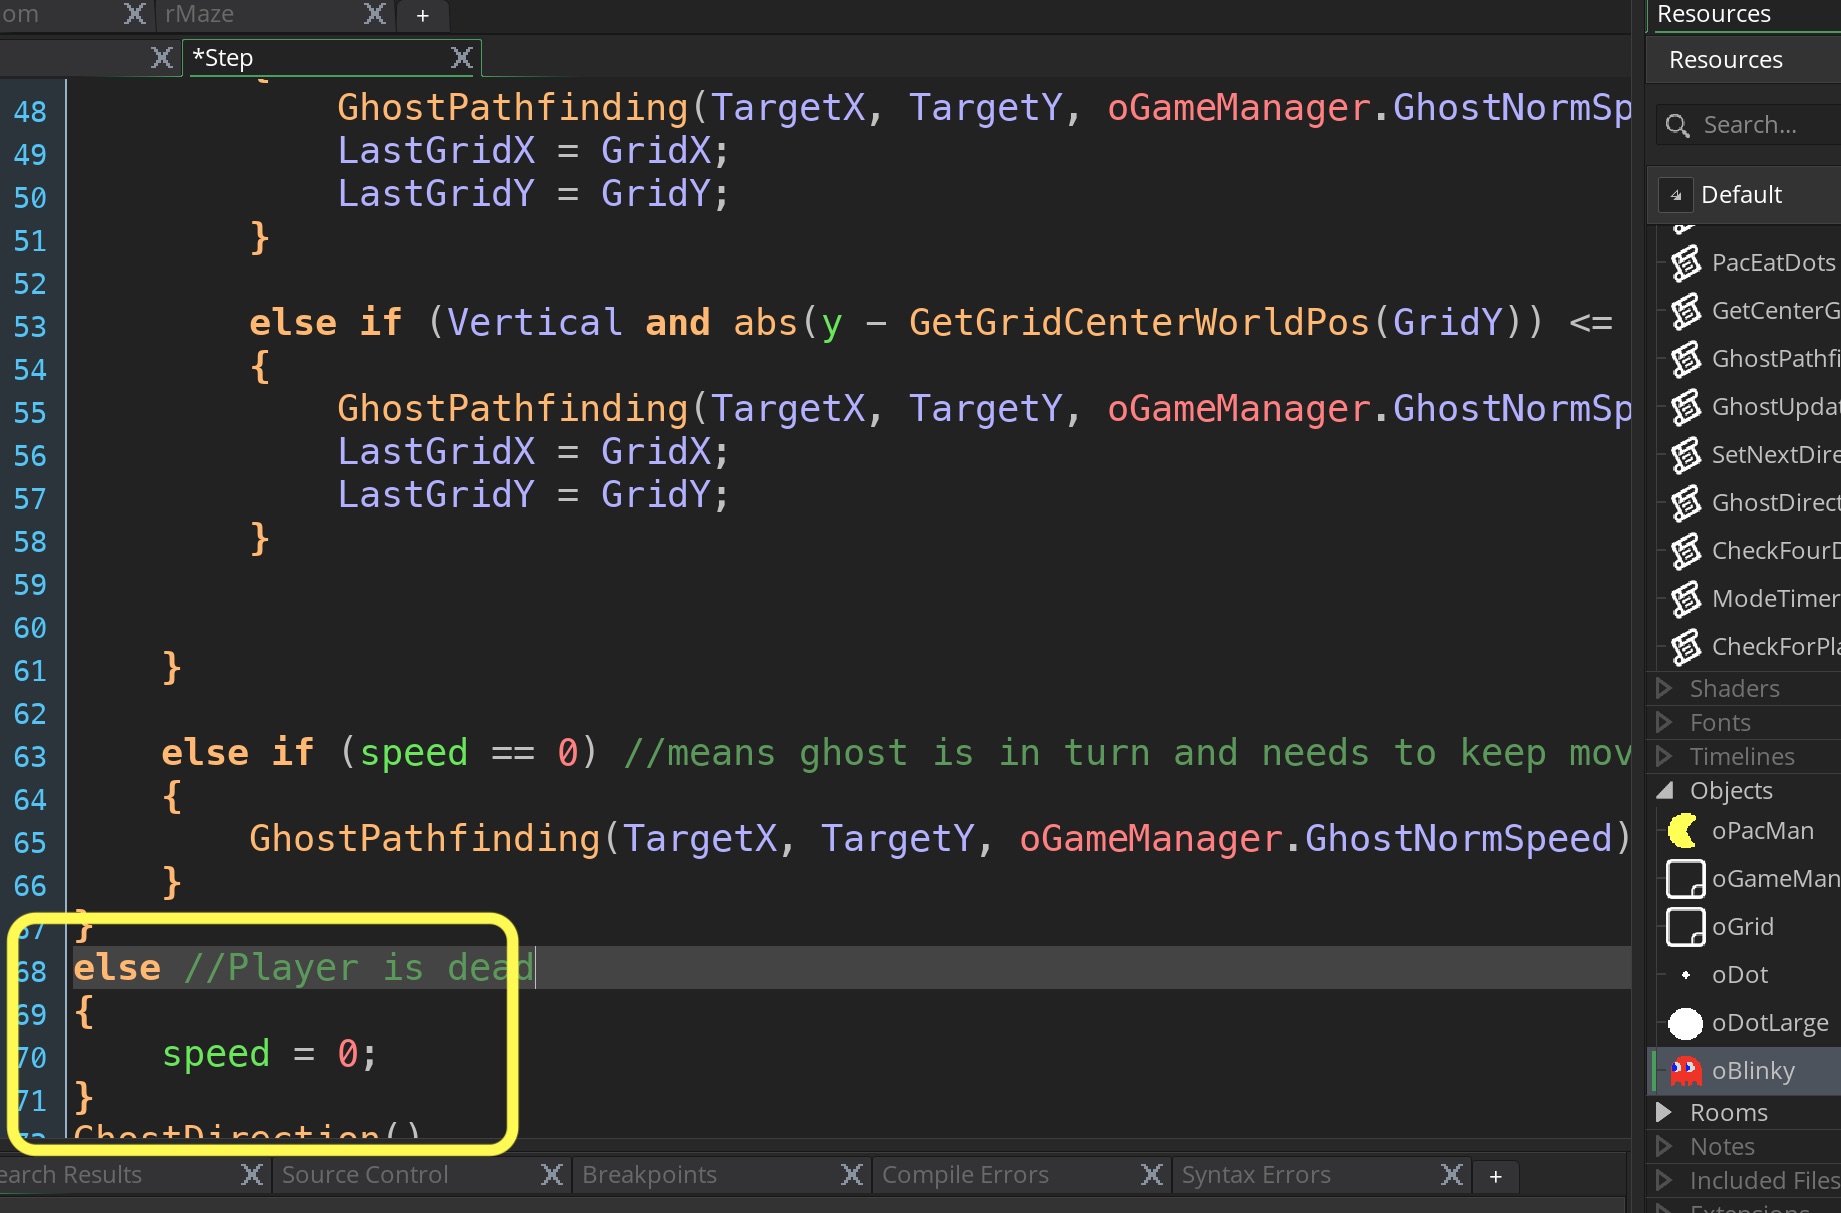 om
rMaze
+
*Step
48 GhostPathfinding(TargetX, TargetY, oGameManager.GhostNormSp
49 LastGridX = GridX;
50 LastGridY = GridY;
51 }
52
53 else if (Vertical and abs(y - GetGridCenterWorldPos(GridY)) <=
54 {
55 GhostPathfinding(TargetX, TargetY, oGameManager.GhostNormSp
56 LastGridX = GridX;
57 LastGridY = GridY;
58 }
59
60
61 }
62
63 else if (speed == 0) //means ghost is in turn and needs to keep mov
64 {
65 GhostPathfinding(TargetX, TargetY, oGameManager.GhostNormSpeed)
66 }
67 }
68 else //Player is dead
69 {
70 speed = 0;
71 }
72 GhostDirection()
earch Results
Source Control
Breakpoints
Compile Errors
Syntax Errors
+
Resources
Resources
Search...
Default
PacEatDots
GetCenterG
GhostPathfi
GhostUpdat
SetNextDire
GhostDirect
CheckFourD
ModeTimer
CheckForPla
Shaders
Fonts
Timelines
Objects
oPacMan
oGameMan
oGrid
oDot
oDotLarge
oBlinky
Rooms
Notes
Included Files
Extensions